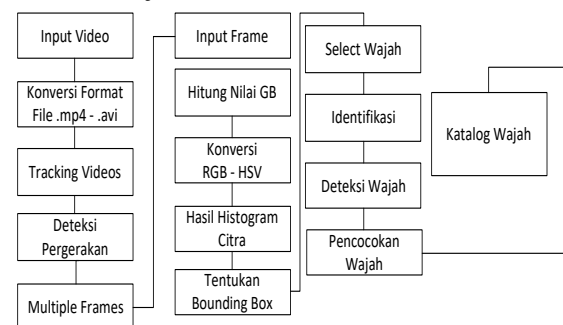 Input Video
Konversi Format
File .mp4 - .avi
Tracking Videos
Deteksi
Pergerakan
Multiple Frames
Input Frame
Hitung Nilai GB
Konversi
RGB - HSV
Hasil Histogram
Citra
Tentukan
Bounding Box
Select Wajah
Identifikasi
Deteksi Wajah
Pencocokan
Wajah
Katalog Wajah